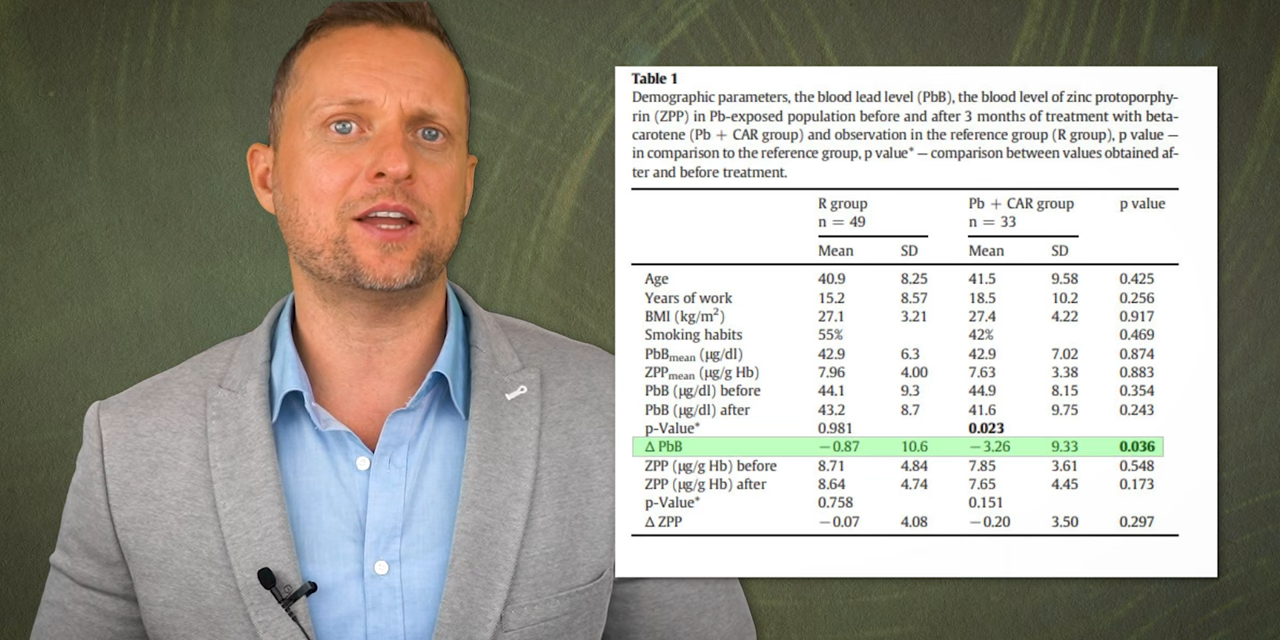 Table 1
Demographic parameters, the blood lead level (PbB), the blood level of zinc protoporphy-
rin (ZPP) in Pb-exposed population before and after 3 months of treatment with beta-
carotene (Pb + CAR group) and observation in the reference group (R group), p value —
in comparison to the reference group, p value* — comparison between values obtained af-
ter and before treatment.
R group Pb + CAR group p value
n = 49 n = 33
Mean SD Mean SD
Age 40.9 8.25 41.5 9.58 0.425
Years of work 15.2 8.57 18.5 10.2 0.256
BMI (kg/m²) 27.1 3.21 27.4 4.22 0.917
Smoking habits 55% 42% 0.469
PbBmean (μg/dl) 42.9 6.3 42.9 7.02 0.874
ZPPmean (μg/g Hb) 7.96 4.00 7.63 3.38 0.883
PbB (μg/dl) before 44.1 9.3 44.9 8.15 0.354
PbB (μg/dl) after 43.2 8.7 41.6 9.75 0.243
p-Value* 0.981 0.023
Δ PbB −0.87 10.6 −3.26 9.33 0.036
ZPP (μg/g Hb) before 8.71 4.84 7.85 3.61 0.548
ZPP (μg/g Hb) after 8.64 4.74 7.65 4.45 0.173
p-Value* 0.758 0.151
Δ ZPP −0.07 4.08 −0.20 3.50 0.297